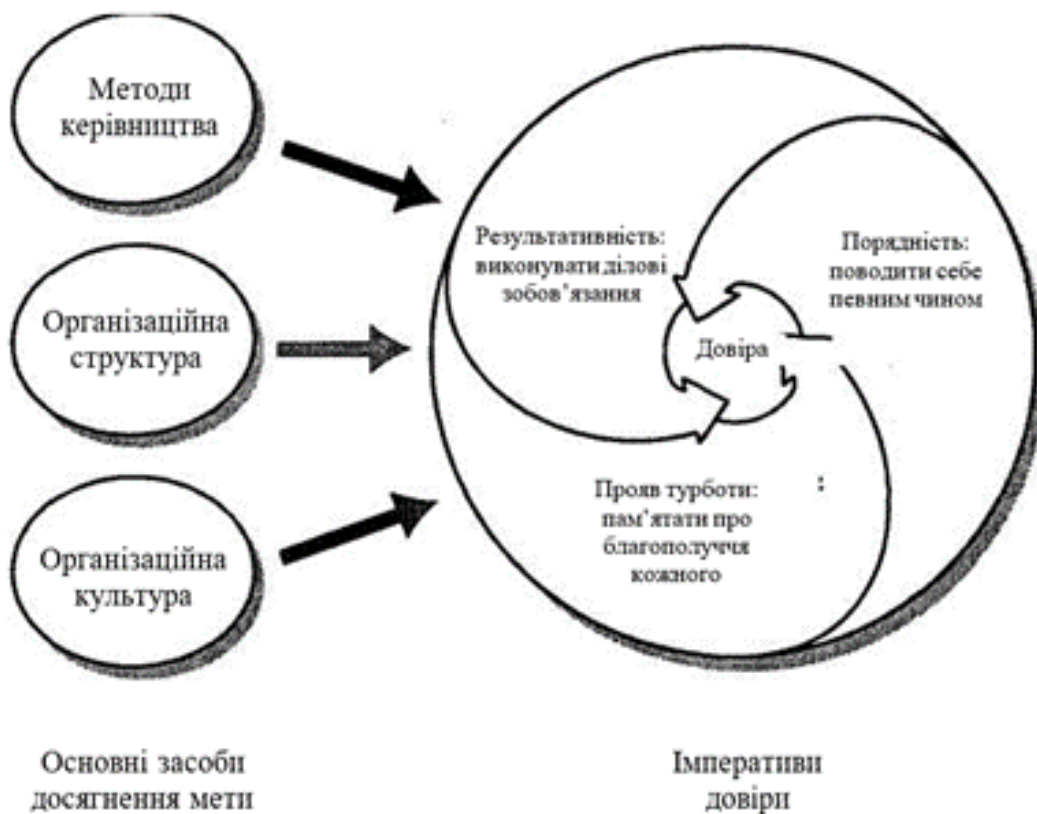 Методи
керівництва
Організаційна
структура
Організаційна
культура
Основні засоби
досягнення мети
Результативність:
виконувати ділові
зобов’язання
Порядність:
поводити себе
певним чином
Довіра
Прояв турботи:
пам’ятати про
благополуччя
кожного
:
Імперативи
довіри